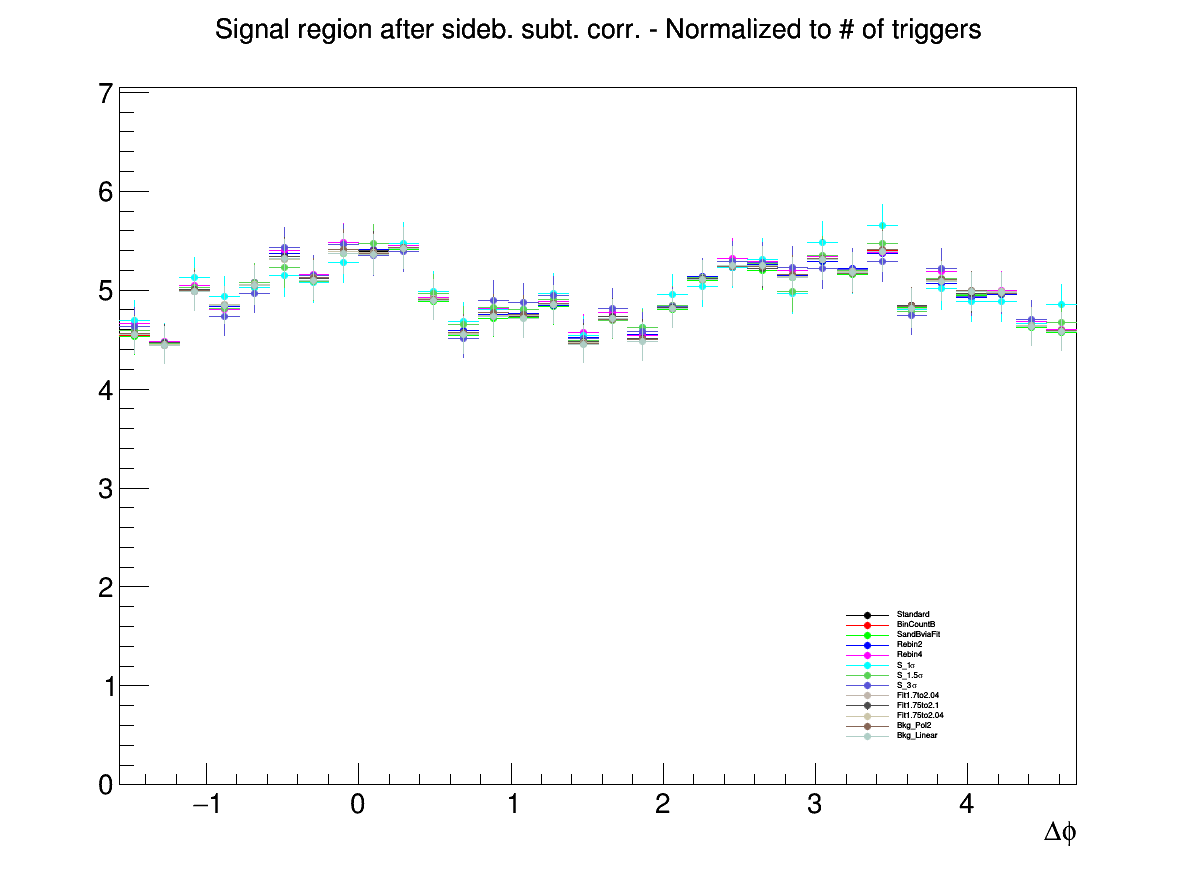 Signal region after sideb. subt. corr. - Normalized to # of triggers
7
6
5
4
3
2
1
0
−1 0 1 2 3 4
Δϕ
Standard
BinCountB
SandBviaFit
Rebin2
Rebin4
S_1σ
S_1.5σ
S_3σ
Fit1.7to2.04
Fit1.75to2.1
Fit1.75to2.04
Bkg_Pol2
Bkg_Linear